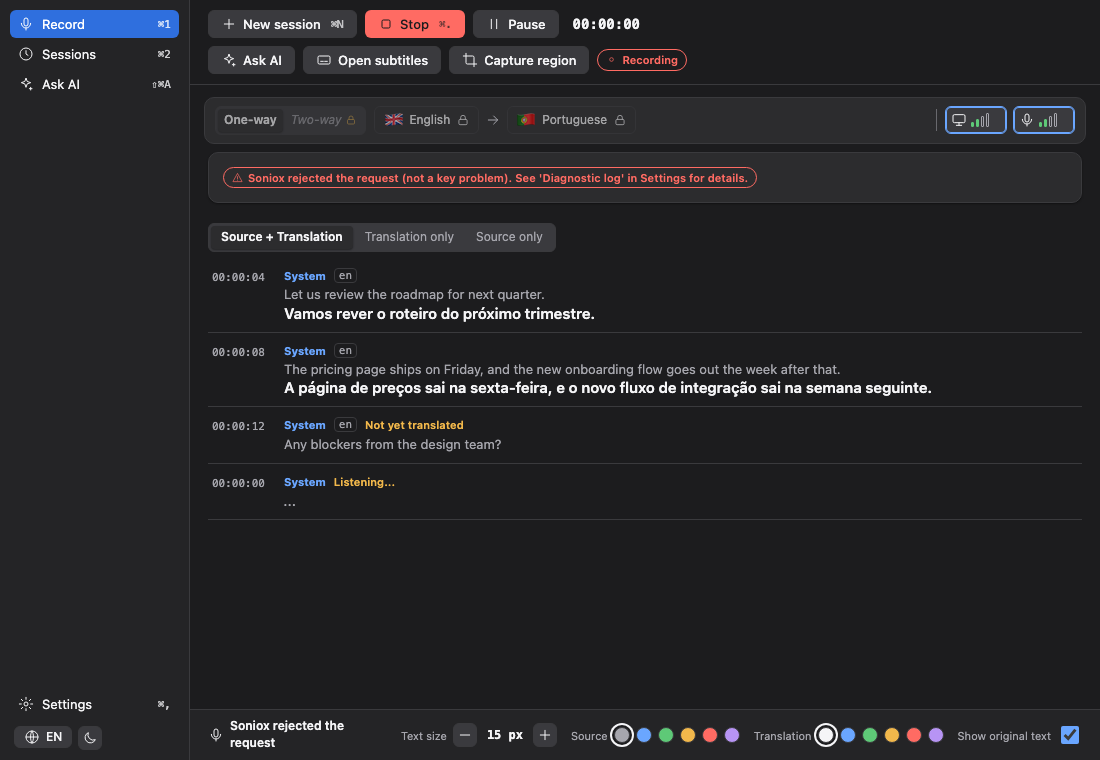 Record ⌘1
Sessions ⌘2
Ask AI ⇧⌘A
New session ⌘N
Stop ⌘.
Pause
00:00:00
Ask AI
Open subtitles
Capture region
Recording
One-way
Two-way
English
→
Portuguese
Soniox rejected the request (not a key problem). See 'Diagnostic log' in Settings for details.
Source + Translation
Translation only
Source only
00:00:04 System en
Let us review the roadmap for next quarter.
Vamos rever o roteiro do próximo trimestre.
00:00:08 System en
The pricing page ships on Friday, and the new onboarding flow goes out the week after that.
A página de preços sai na sexta-feira, e o novo fluxo de integração sai na semana seguinte.
00:00:12 System en Not yet translated
Any blockers from the design team?
00:00:00 System Listening...
...
Settings ⌘,
EN
Soniox rejected the
request
Text size
15 px
Source
Translation
Show original text